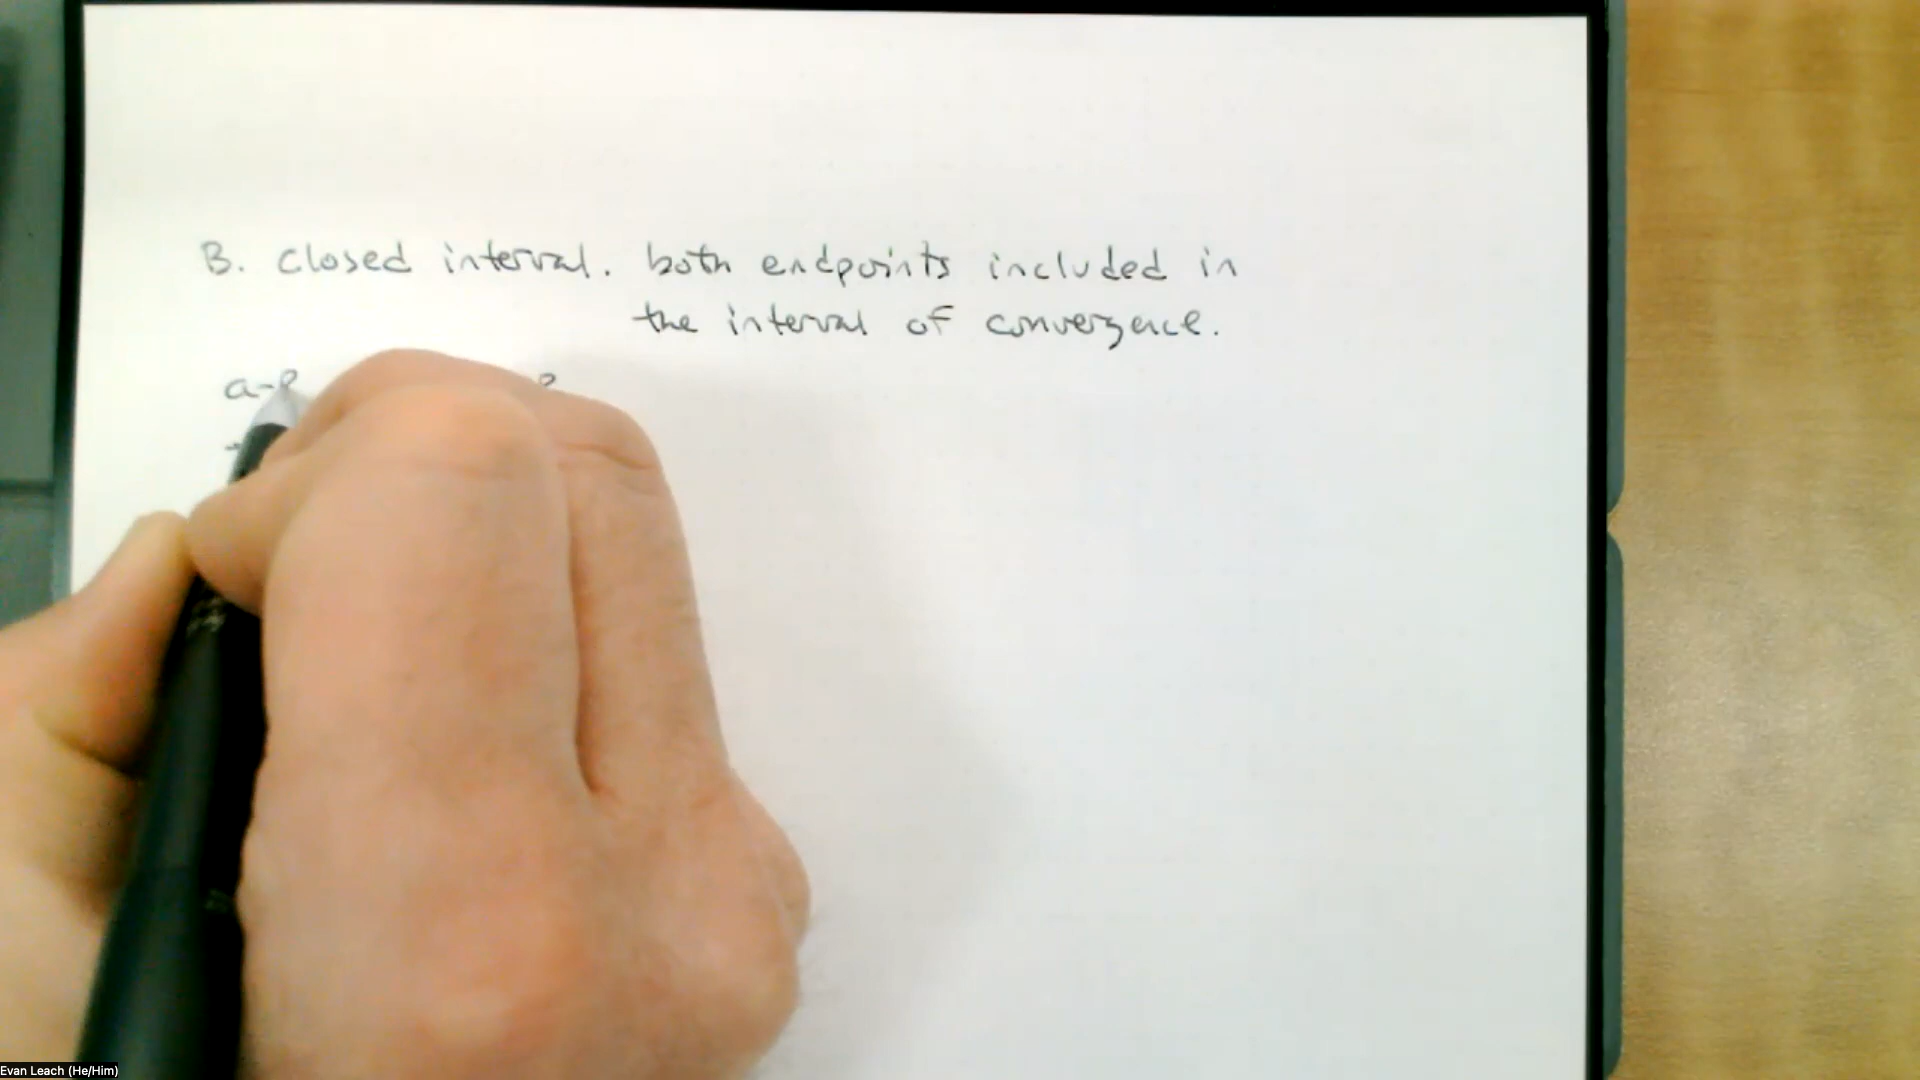 B. closed interval. both endpoints included in
the interval of convergence.
a-R
Evan Leach (He/Him)